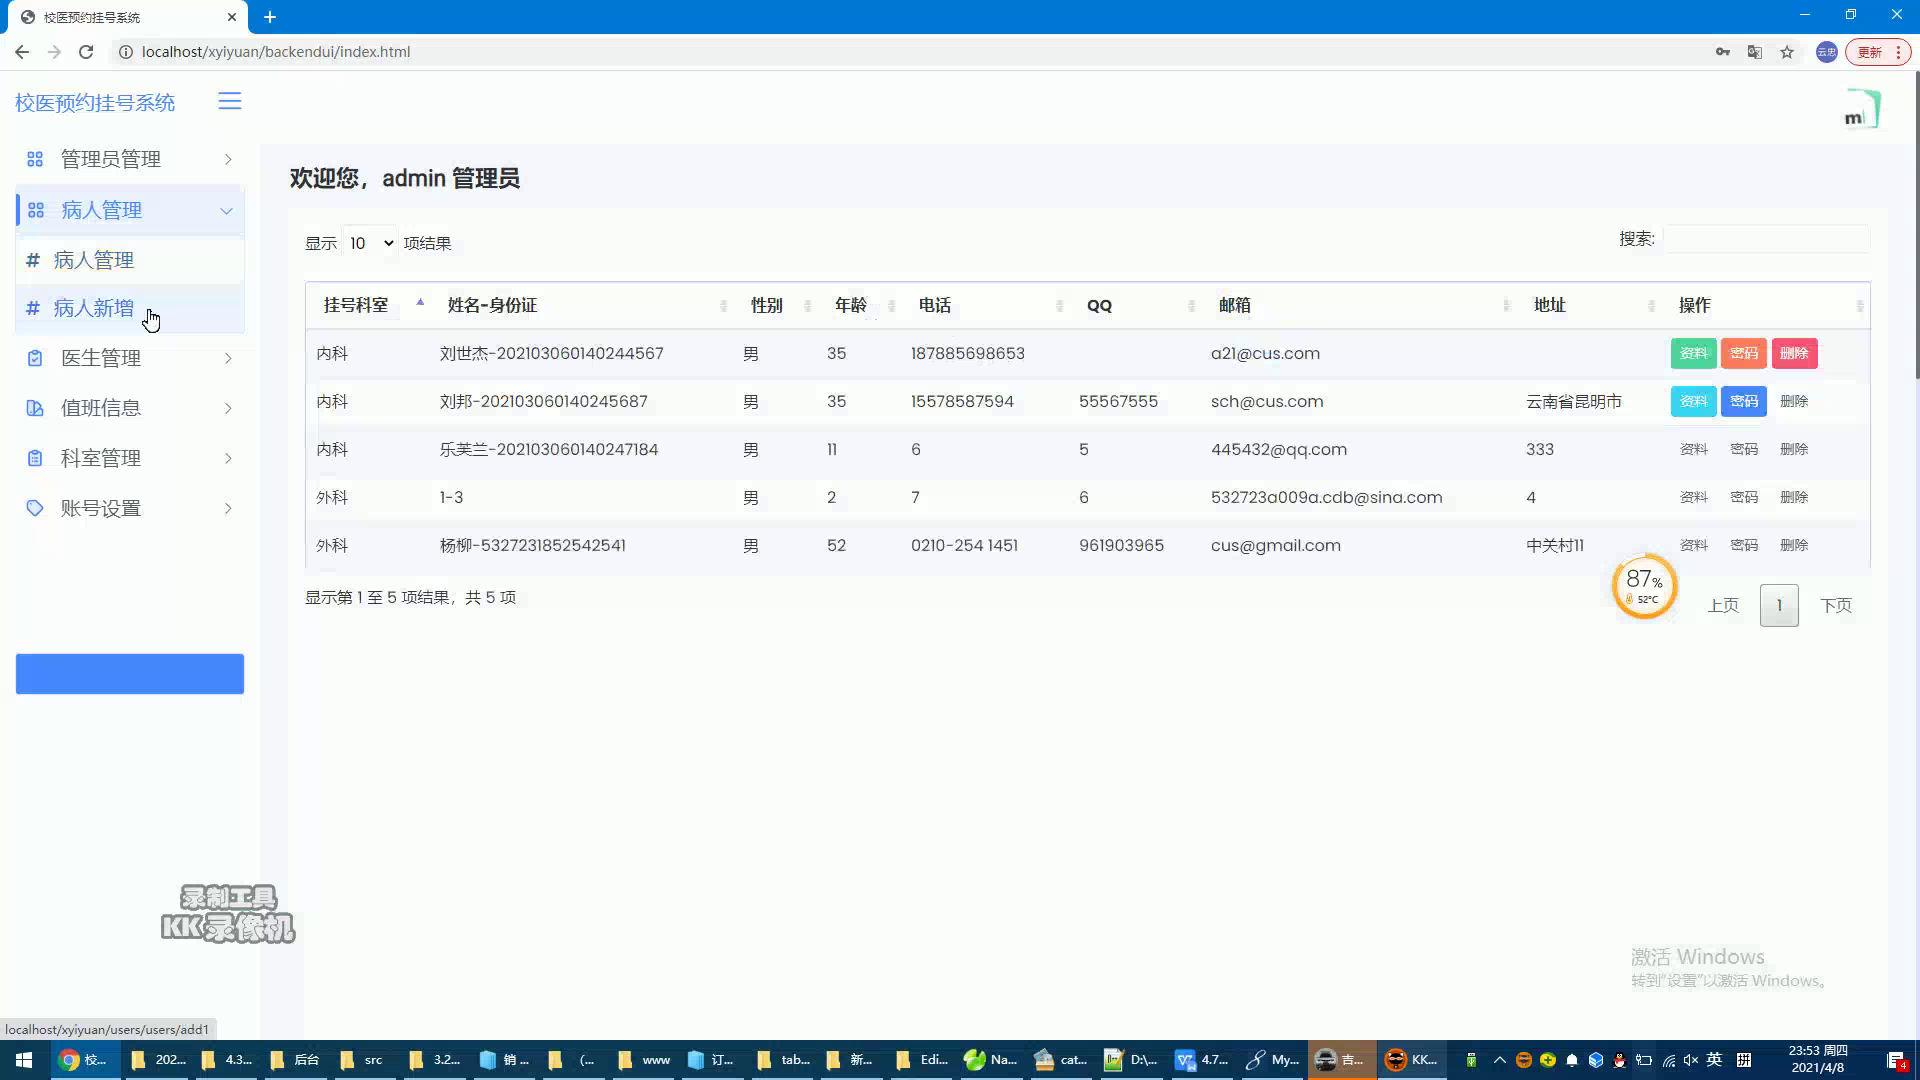 校医预约挂号系统
localhost/xyiyuan/backendui/index.html
云忠
更新
校医预约挂号系统
m
管理员管理
病人管理
# 病人管理
# 病人新增
医生管理
值班信息
科室管理
账号设置
欢迎您，admin 管理员
显示 10 项结果
搜索:
挂号科室 姓名-身份证 性别 年龄 电话 QQ 邮箱 地址 操作
内科 刘世杰-202103060140244567 男 35 187885698653 a21@cus.com 资料 密码 删除
内科 刘邦-202103060140245687 男 35 15578587594 55567555 sch@cus.com 云南省昆明市 资料 密码 删除
内科 乐芙兰-202103060140247184 男 11 6 5 445432@qq.com 333 资料 密码 删除
外科 1-3 男 2 7 6 532723a009a.cdb@sina.com 4 资料 密码 删除
外科 杨柳-5327231852542541 男 52 0210-254 1451 961903965 cus@gmail.com 中关村11 资料 密码 删除
显示第 1 至 5 项结果，共 5 项
87%
52°C
上页 1 下页
录制工具
KK录像机
激活 Windows
转到"设置"以激活 Windows。
localhost/xyiyuan/users/users/add1
校... 202... 4.3... 后台 src 3.2... 销 ... (... www 订... tab... 新... Edi... Na... cat... D:\... 4.7... My... 吉... KK... 英 拼
23:53 周四
2021/4/8
4